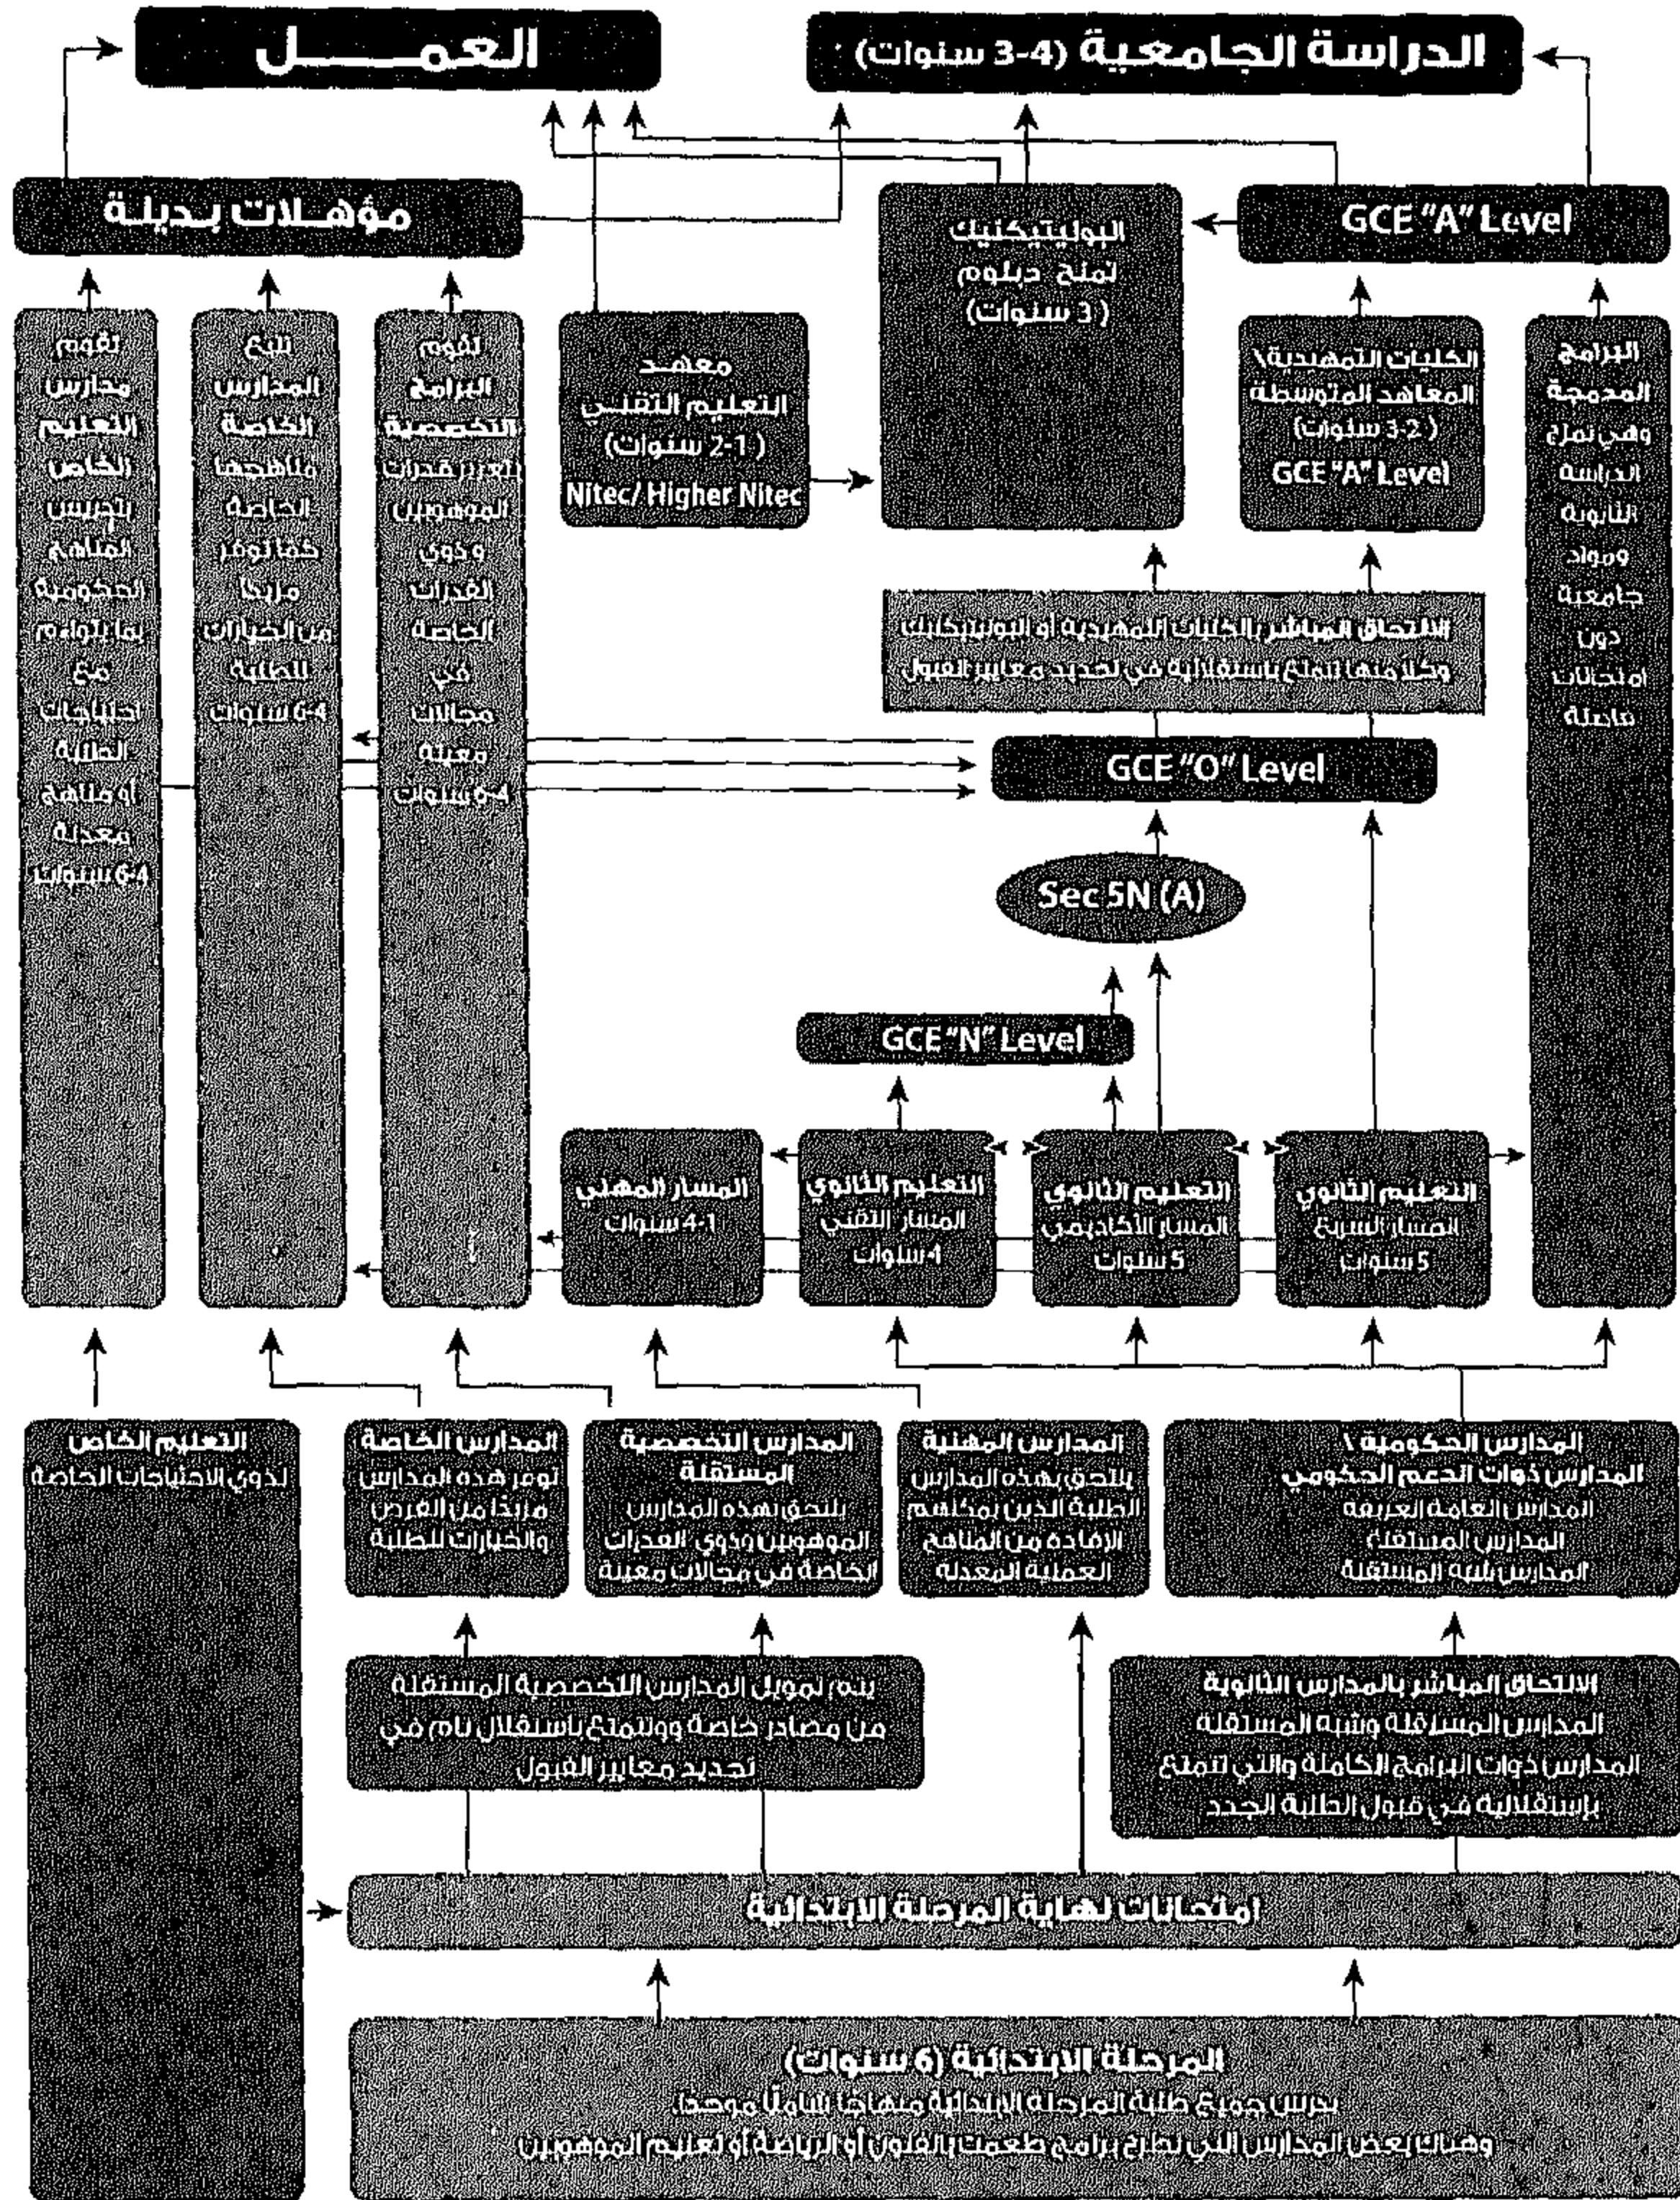 العمل
الدراسة الجامعية (3-4 سنوات)
مؤهلات بديلة
GCE "A" Level
البوليتيكنيك
تمنح دبلوم
(3 سنوات)
الكليات التمهيدية\
المعاهد المتوسطة
(3-2 سنوات)
GCE "A" Level
البرامج
المدمجة
وهي تمزج
الدراسة
الثانوية
ومواد
جامعية
دون
امتحانات
فاصلة
معهد
التعليم التقني
(2-1 سنوات)
Nitec/ Higher Nitec
تقوم
البرامج
التخصصية
بتعزيز قدرات
الموهوبين
وذوي
القدرات
الخاصة
في
مجالات
معينة
6-4 سنوات
تتبع
المدارس
الخاصة
مناهجها
الخاصة
كما توفر
مزيدا
من الخيارات
للطلبة
6-4 سنوات
تقوم
مدارس
التعليم
الخاص
بتدريس
المناهج
الحكومية
بما يتواءم
مع
احتياجات
الطلبة
أو مناهج
معدلة
6-4 سنوات
الالتحاق المباشر بالكليات التمهيدية أو البوليتيكنيك
وكلا منها تتمتع باستقلالية في تحديد معايير القبول
GCE "O" Level
Sec 5N (A)
GCE "N" Level
التعليم الثانوي
المسار السريع
5 سنوات
التعليم الثانوي
المسار الأكاديمي
5 سنوات
التعليم الثانوي
المسار التقني
4 سنوات
المسار المهني
4-1 سنوات
المدارس الحكومية \
المدارس ذوات الدعم الحكومي
المدارس العامة العريقة
المدارس المستقلة
المدارس شبه المستقلة
المدارس المهنية
يلتحق بهذه المدارس
الطلبة الذين يمكنهم
الإفادة من المناهج
العملية المعدلة
المدارس التخصصية
المستقلة
يلتحق بهذه المدارس
الموهوبين وذوي القدرات
الخاصة في مجالات معينة
المدارس الخاصة
توفر هذه المدارس
مزيدا من الفرص
والخيارات للطلبة
التعليم الخاص
لذوي الاحتياجات الخاصة
الالتحاق المباشر بالمدارس الثانوية
المدارس المستقلة وشبه المستقلة
المدارس ذوات البرامج الكاملة والتي تتمتع
بإستقلالية في قبول الطلبة الجدد
يتم تمويل المدارس التخصصية المستقلة
من مصادر خاصة وولتمتع باستقلال تام في
تحديد معايير القبول
امتحانات نهاية المرحلة الابتدائية
المرحلة الابتدائية (6 سنوات)
يدرس جميع طلبة المرحلة الابتدائية منهاجا شاملا موحدا.
وهناك بعض المدارس التي تطرح برامج طعمت بالفنون أو الرياضة أو تعليم الموهوبين